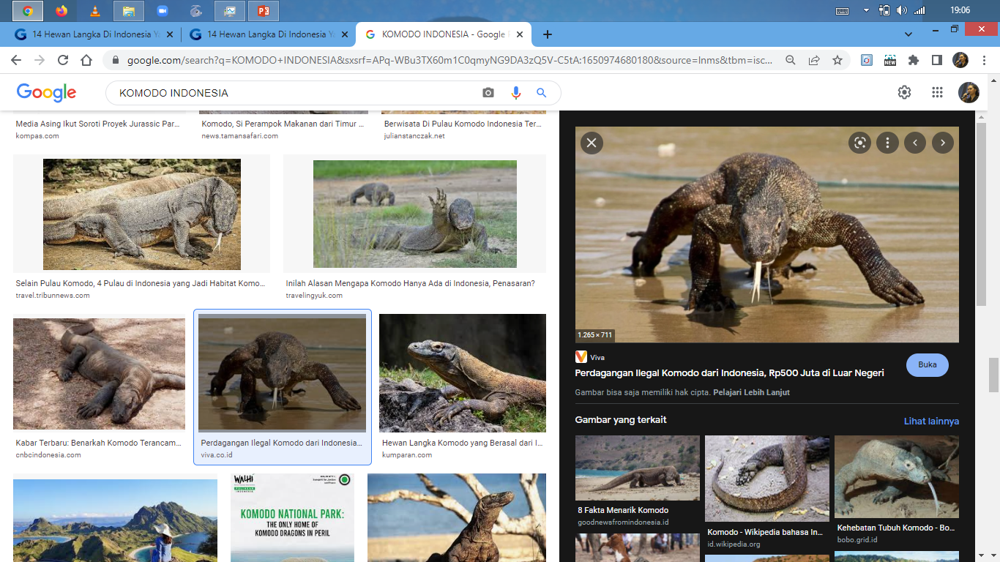 19:06
14 Hewan Langka Di Indonesia Ya
14 Hewan Langka Di Indonesia Ya
KOMODO INDONESIA - Google
google.com/search?q=KOMODO+INDONESIA&sxsrf=APq-WBu3TX60m1C0qmyNG9DA3zQ5V-C5tA:1650974680180&source=lnms&tbm=isc...
NEW
Google
KOMODO INDONESIA
Media Asing Ikut Soroti Proyek Jurassic Par...
kompas.com
Komodo, Si Perampok Makanan dari Timur ...
news.tamansafari.com
Berwisata Di Pulau Komodo Indonesia Ter...
julianstanczak.net
Selain Pulau Komodo, 4 Pulau di Indonesia yang Jadi Habitat Komo...
travel.tribunnews.com
Inilah Alasan Mengapa Komodo Hanya Ada di Indonesia, Penasaran?
travelingyuk.com
Kabar Terbaru: Benarkah Komodo Terancam...
cnbcindonesia.com
Perdagangan Ilegal Komodo dari Indonesia...
viva.co.id
Hewan Langka Komodo yang Berasal dari I...
kumparan.com
WALHI
KOMODO NATIONAL PARK:
THE ONLY HOME OF
KOMODO DRAGONS IN PERIL
1.265 × 711
Viva
Perdagangan Ilegal Komodo dari Indonesia, Rp500 Juta di Luar Negeri
Buka
Gambar bisa saja memiliki hak cipta. Pelajari Lebih Lanjut
Gambar yang terkait
Lihat lainnya
8 Fakta Menarik Komodo
goodnewsfromindonesia.id
Komodo - Wikipedia bahasa In...
id.wikipedia.org
Kehebatan Tubuh Komodo - Bo...
bobo.grid.id